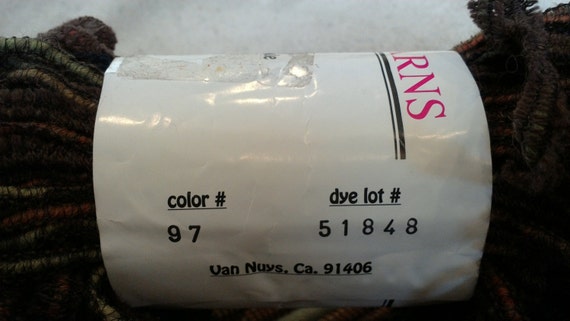 RNS
color # dye lot #
97 51848
Van Nuys, Ca. 91406